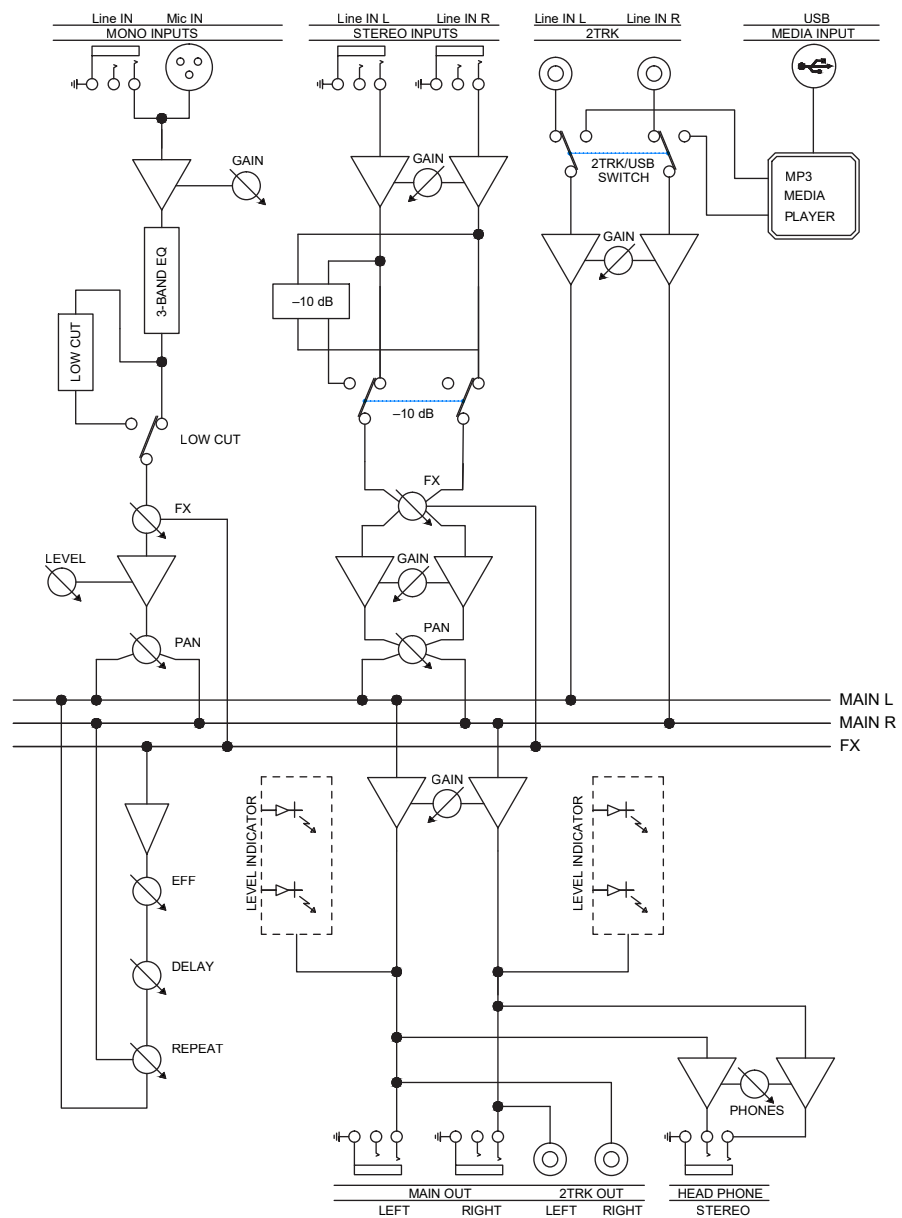 Line IN Mic IN
MONO INPUTS
Line IN L Line IN R
STEREO INPUTS
Line IN L Line IN R
2TRK
USB
MEDIA INPUT
GAIN
GAIN
2TRK/USB
SWITCH
MP3
MEDIA
PLAYER
GAIN
3-BAND EQ
–10 dB
LOW CUT
–10 dB
LOW CUT
FX
FX
LEVEL
GAIN
PAN
PAN
MAIN L
MAIN R
FX
GAIN
LEVEL INDICATOR
LEVEL INDICATOR
EFF
DELAY
REPEAT
PHONES
MAIN OUT
LEFT RIGHT
2TRK OUT
LEFT RIGHT
HEAD PHONE
STEREO